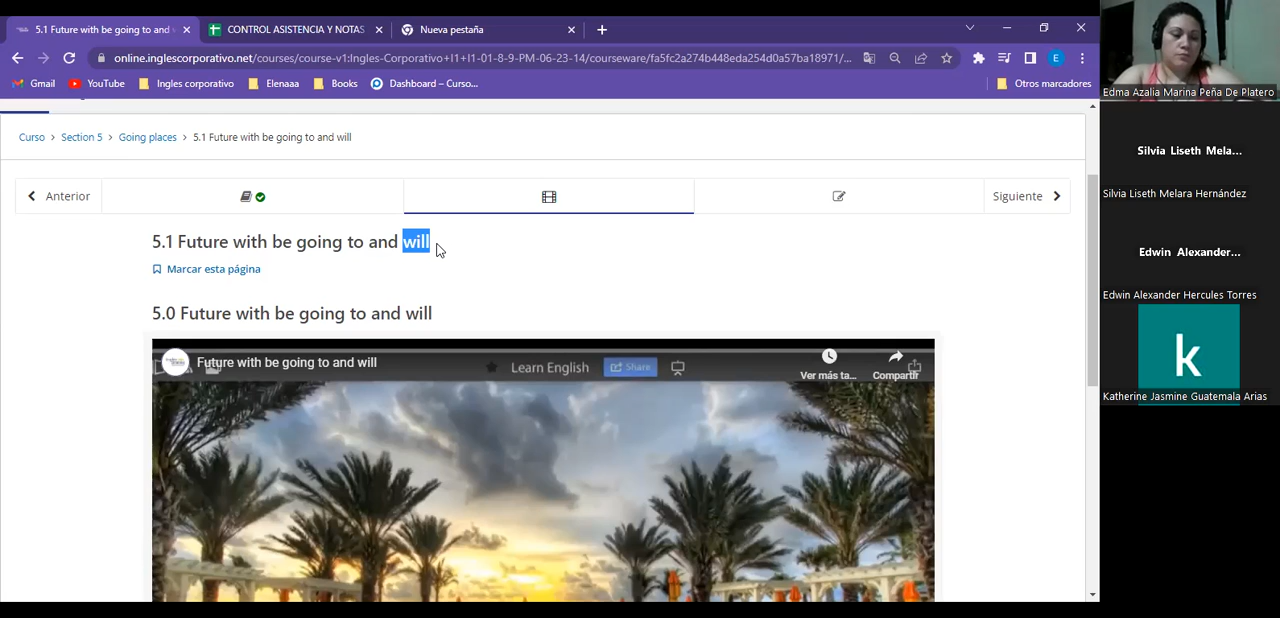 5.1 Future with be going to and w
CONTROL ASISTENCIA Y NOTAS
Nueva pestaña
online.inglescorporativo.net/courses/course-v1:Ingles-Corporativo+I1+I1-01-8-9-PM-06-23-14/courseware/fa5fc2a274b448eda254d0a57ba18971/...
E
Gmail
YouTube
Ingles corporativo
Elenaaa
Books
Dashboard – Curso...
Otros marcadores
Curso > Section 5 > Going places > 5.1 Future with be going to and will
Anterior
Siguiente
5.1 Future with be going to and will
Marcar esta página
5.0 Future with be going to and will
Future with be going to and will
Learn English
Share
Ver más ta...
Compartir
Edma Azalia Marina Peña De Platero
Silvia Liseth Mela...
Silvia Liseth Melara Hernández
Edwin Alexander...
Edwin Alexander Hercules Torres
k
Katherine Jasmine Guatemala Arias